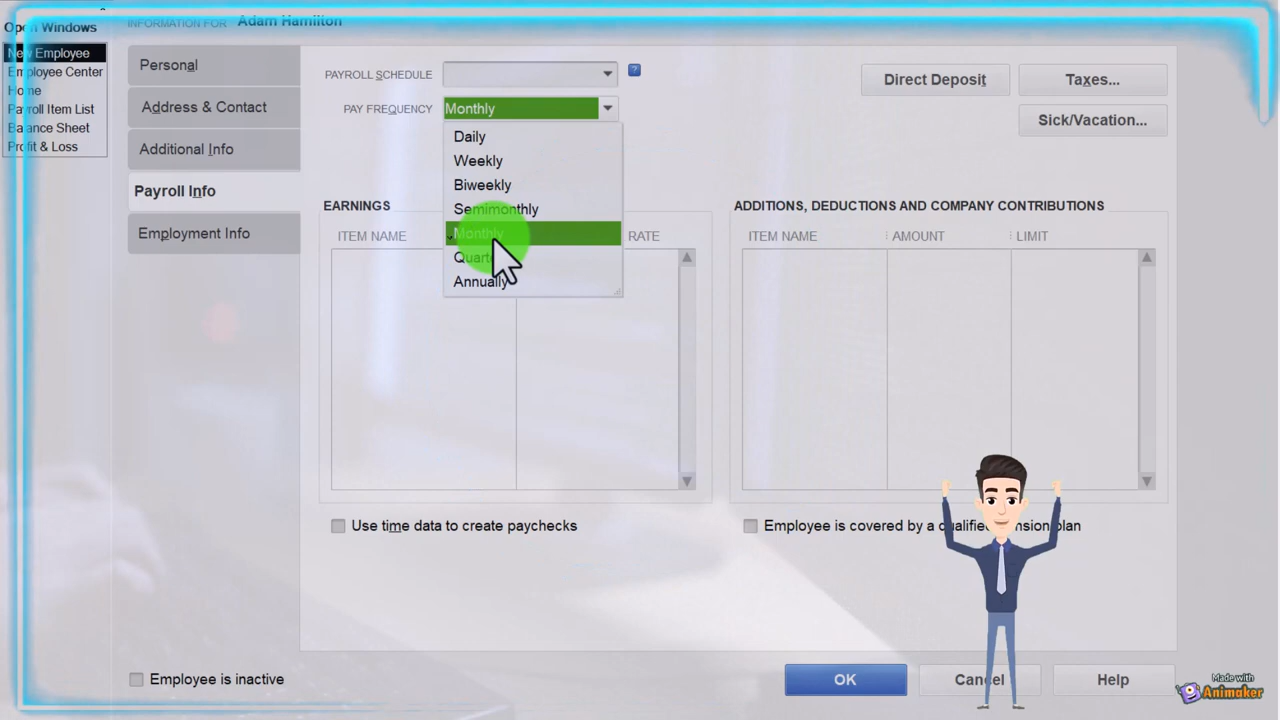 INFORMATION FOR Adam Hamilton
Open Windows
New Employee
Employee Center
Home
Payroll Item List
Balance Sheet
Profit & Loss
Personal
Address & Contact
Additional Info
Payroll Info
Employment Info
PAYROLL SCHEDULE
?
PAY FREQUENCY Monthly
Daily
Weekly
Biweekly
Semimonthly
Monthly
Annually
Direct Deposit
Taxes...
Sick/Vacation...
EARNINGS
ITEM NAME
RATE
ADDITIONS, DEDUCTIONS AND COMPANY CONTRIBUTIONS
ITEM NAME AMOUNT LIMIT
Use time data to create paychecks
Employee is covered by a qualified pension plan
Employee is inactive
OK
Cancel
Help
Made with
Animaker